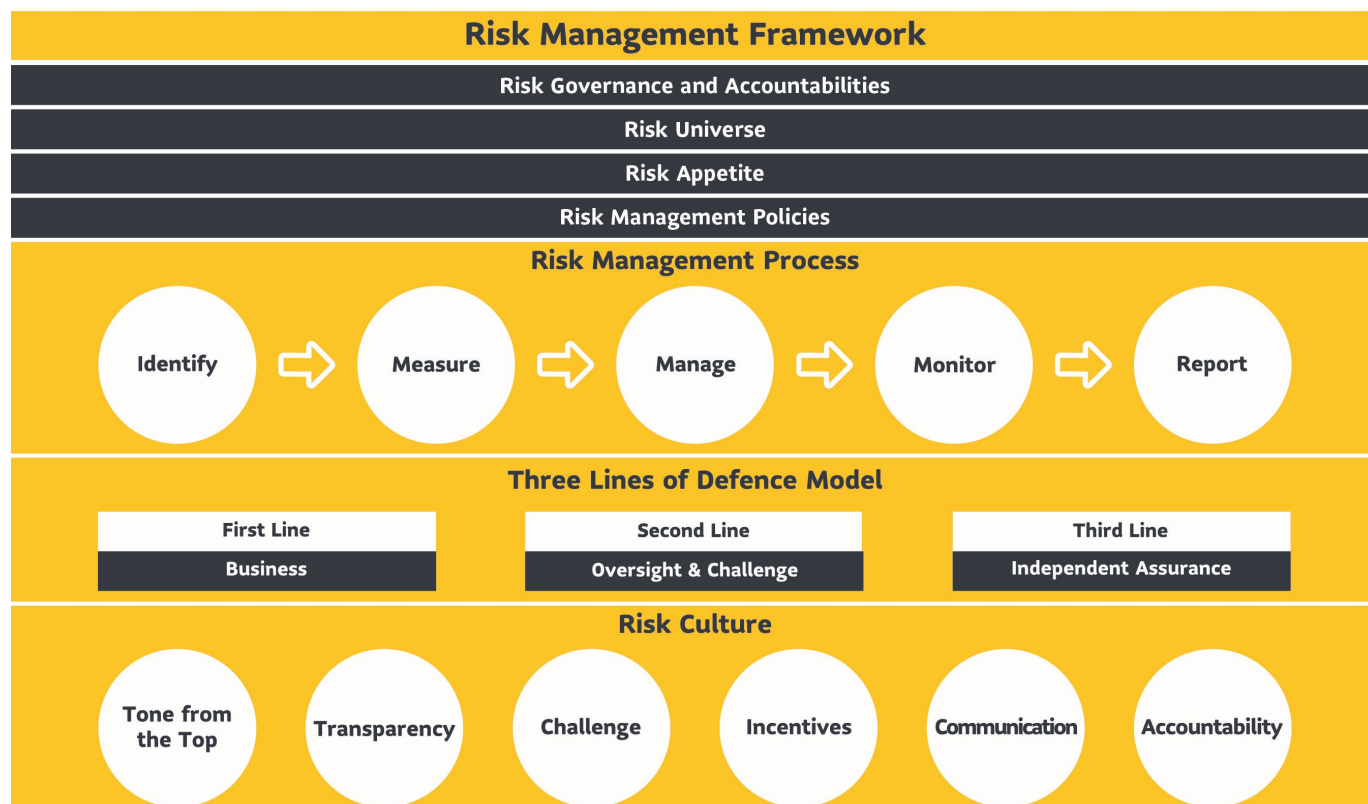 Risk Management Framework
Risk Governance and Accountabilities
Risk Universe
Risk Appetite
Risk Management Policies
Risk Management Process
Identify
Measure
Manage
Monitor
Report
Three Lines of Defence Model
First Line
Second Line
Third Line
Business
Oversight & Challenge
Independent Assurance
Risk Culture
Tone from
the Top
Transparency
Challenge
Incentives
Communication
Accountability